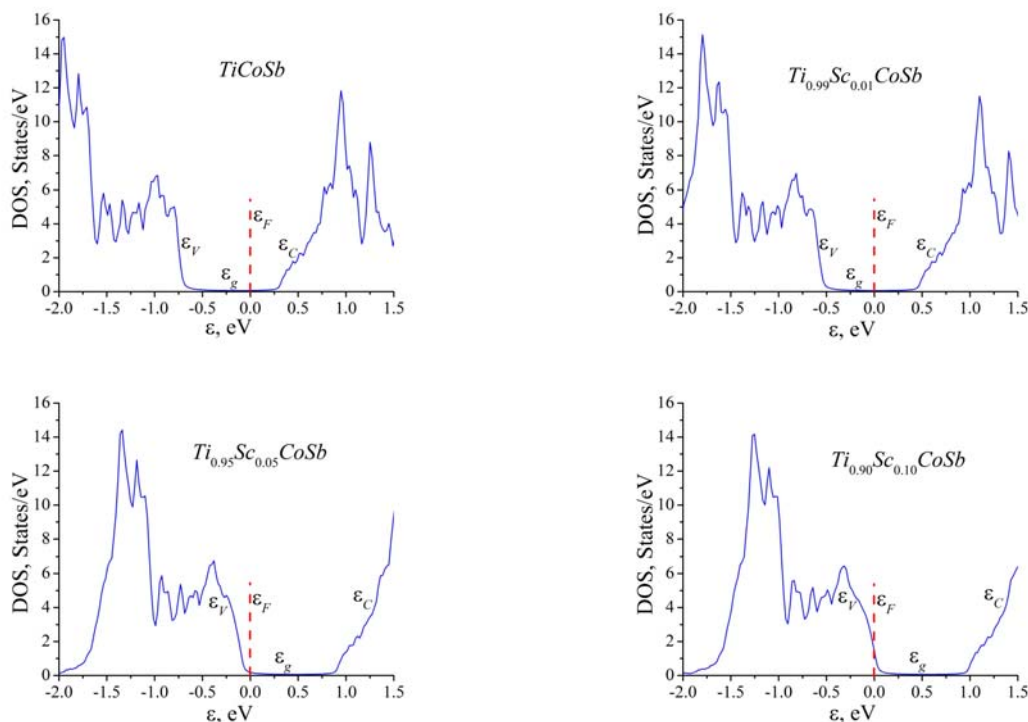 16
14
12
10
8
6
4
2
0
DOS, States/eV
TiCoSb
ε_F
ε_V
ε_C
ε_g
-2.0 -1.5 -1.0 -0.5 0.0 0.5 1.0 1.5
ε, eV
16
14
12
10
8
6
4
2
0
DOS, States/eV
Ti₀.₉₉Sc₀.₀₁CoSb
ε_F
ε_V
ε_C
ε_g
-2.0 -1.5 -1.0 -0.5 0.0 0.5 1.0 1.5
ε, eV
16
14
12
10
8
6
4
2
0
DOS, States/eV
Ti₀.₉₅Sc₀.₀₅CoSb
ε_V
ε_F
ε_C
ε_g
-2.0 -1.5 -1.0 -0.5 0.0 0.5 1.0 1.5
ε, eV
16
14
12
10
8
6
4
2
0
DOS, States/eV
Ti₀.₉₀Sc₀.₁₀CoSb
ε_V
ε_F
ε_C
ε_g
-2.0 -1.5 -1.0 -0.5 0.0 0.5 1.0 1.5
ε, eV